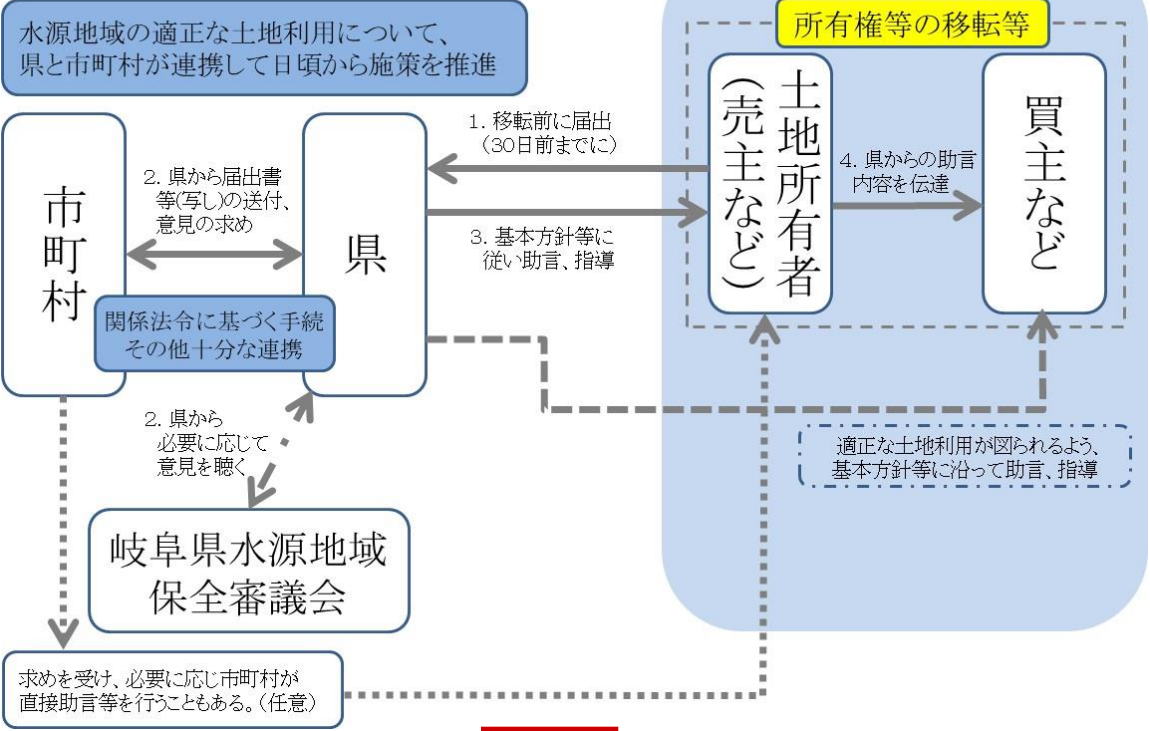 水源地域の適正な土地利用について、
県と市町村が連携して日頃から施策を推進
所有権等の移転等
市町村
2. 県から届出書
等(写し)の送付、
意見の求め
県
関係法令に基づく手続
その他十分な連携
1. 移転前に届出
（30日前までに）
3. 基本方針等に
従い助言、指導
土地所有者
（売主など）
4. 県からの助言
内容を伝達
買主など
2. 県から
必要に応じて
意見を聴く
適正な土地利用が図られるよう、
基本方針等に沿って助言、指導
岐阜県水源地域
保全審議会
求めを受け、必要に応じ市町村が
直接助言等を行うこともある。（任意）